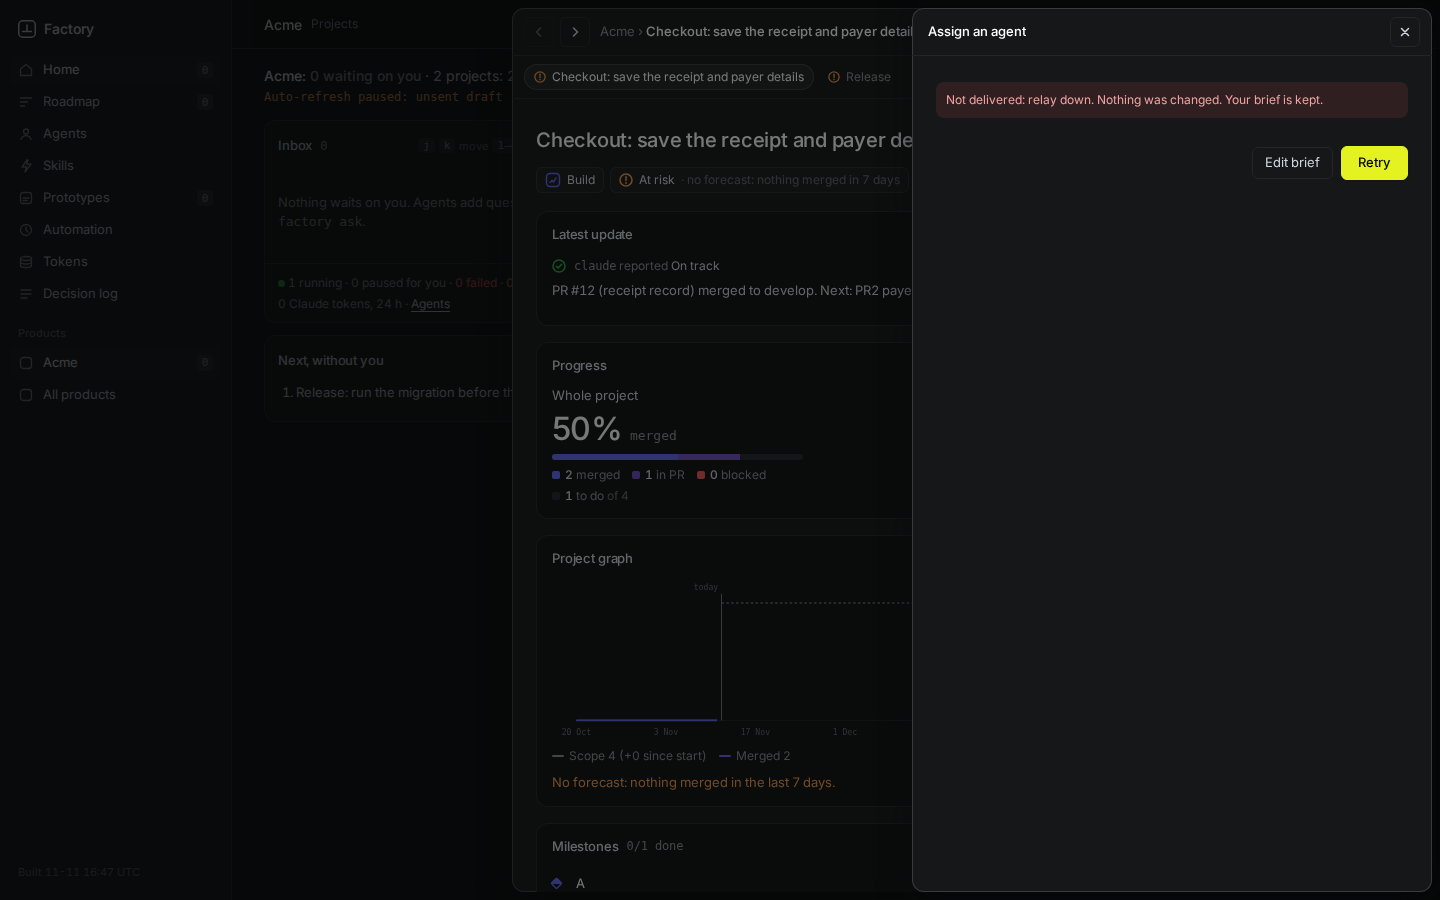 Factory
Home 0
Roadmap 0
Agents
Skills
Prototypes 0
Automation
Tokens
Decision log
Products
Acme 0
All products
Built 11-11 16:47 UTC
Acme Projects
Acme: 0 waiting on you · 2 projects: 2
Auto-refresh paused: unsent draft
Inbox 0 j k move 1–
Nothing waits on you. Agents add ques
factory ask.
1 running · 0 paused for you · 0 failed · 0
0 Claude tokens, 24 h · Agents
Next, without you
1. Release: run the migration before th
Acme › Checkout: save the receipt and payer detail
Checkout: save the receipt and payer details
Release
Checkout: save the receipt and payer de
Build
At risk · no forecast: nothing merged in 7 days
Latest update
claude reported On track
PR #12 (receipt record) merged to develop. Next: PR2 paye
Progress
Whole project
50% merged
2 merged 1 in PR 0 blocked
1 to do of 4
Project graph
today
20 Oct 3 Nov 17 Nov 1 Dec
Scope 4 (+0 since start) Merged 2
No forecast: nothing merged in the last 7 days.
Milestones 0/1 done
A
Assign an agent
Not delivered: relay down. Nothing was changed. Your brief is kept.
Edit brief
Retry